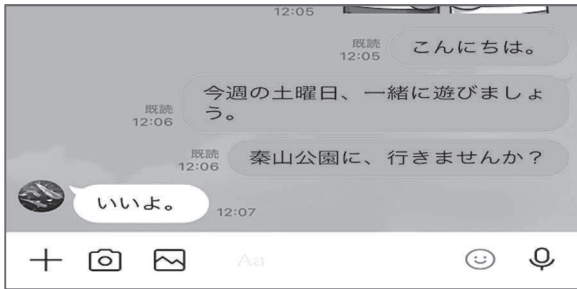 12:05
既読
12:05
こんにちは。
今週の土曜日、一緒に遊びましょ
う。
既読
12:06
既読
12:06
秦山公園に、行きませんか？
いいよ。
12:07
Aa